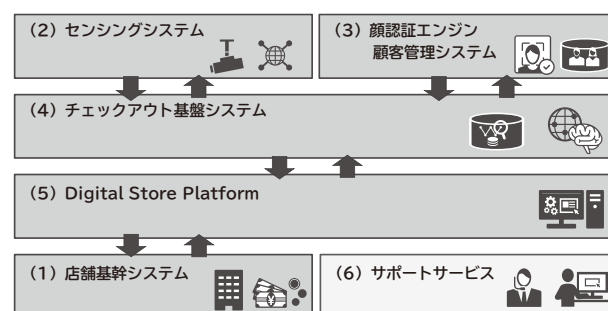 (2) センシングシステム
(3) 顔認証エンジン
顧客管理システム
(4) チェックアウト基盤システム
(5) Digital Store Platform
(1) 店舗基幹システム
(6) サポートサービス